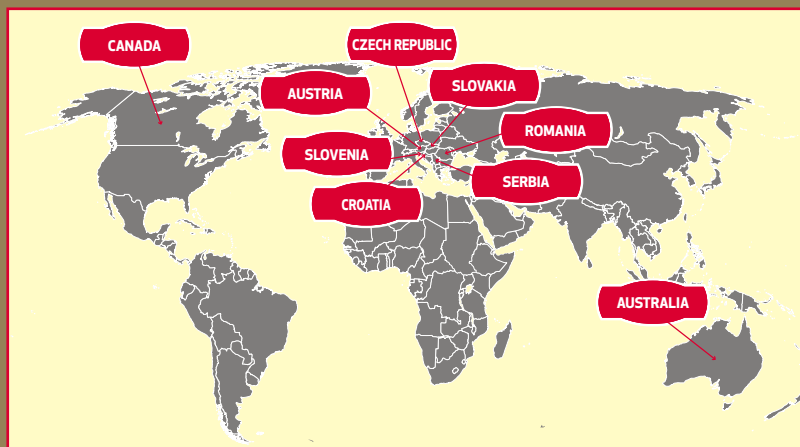 CANADA
CZECH REPUBLIC
AUSTRIA
SLOVAKIA
ROMANIA
SLOVENIA
SERBIA
CROATIA
AUSTRALIA